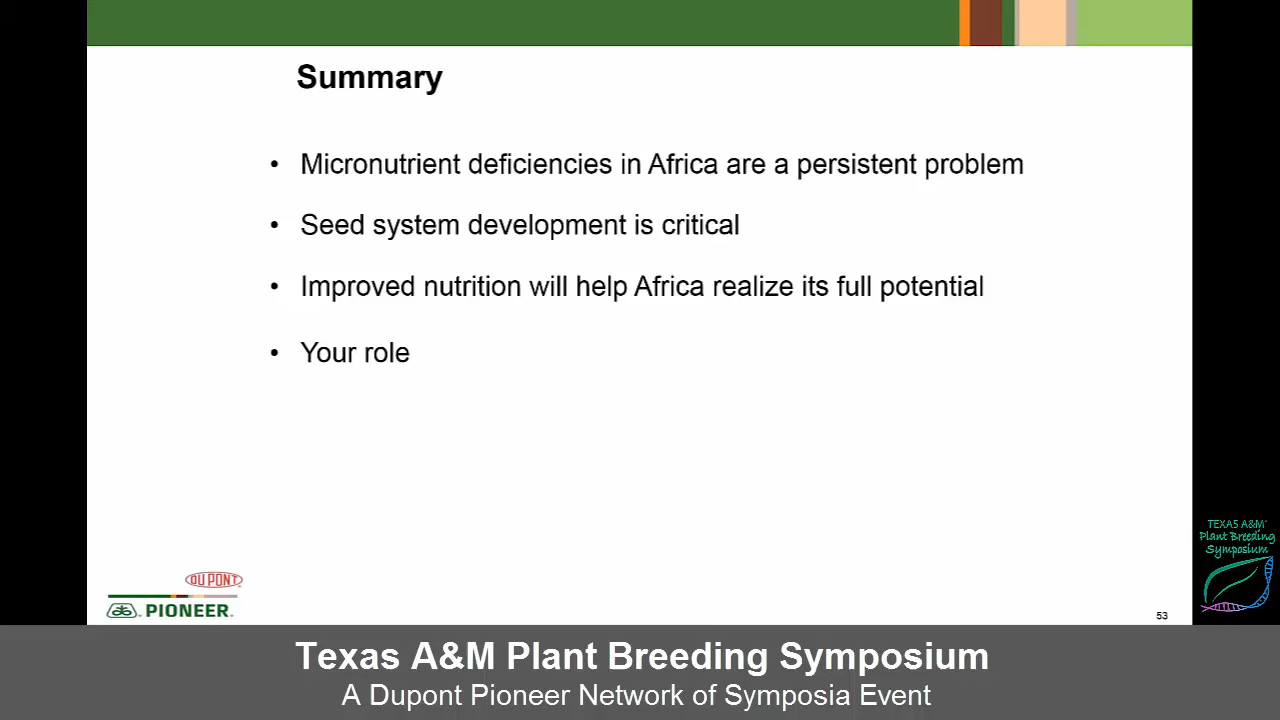 Summary
• Micronutrient deficiencies in Africa are a persistent problem
• Seed system development is critical
• Improved nutrition will help Africa realize its full potential
• Your role
DUPONT
PIONEER.
53
TEXAS A&M
Plant Breeding
Symposium
Texas A&M Plant Breeding Symposium
A Dupont Pioneer Network of Symposia Event